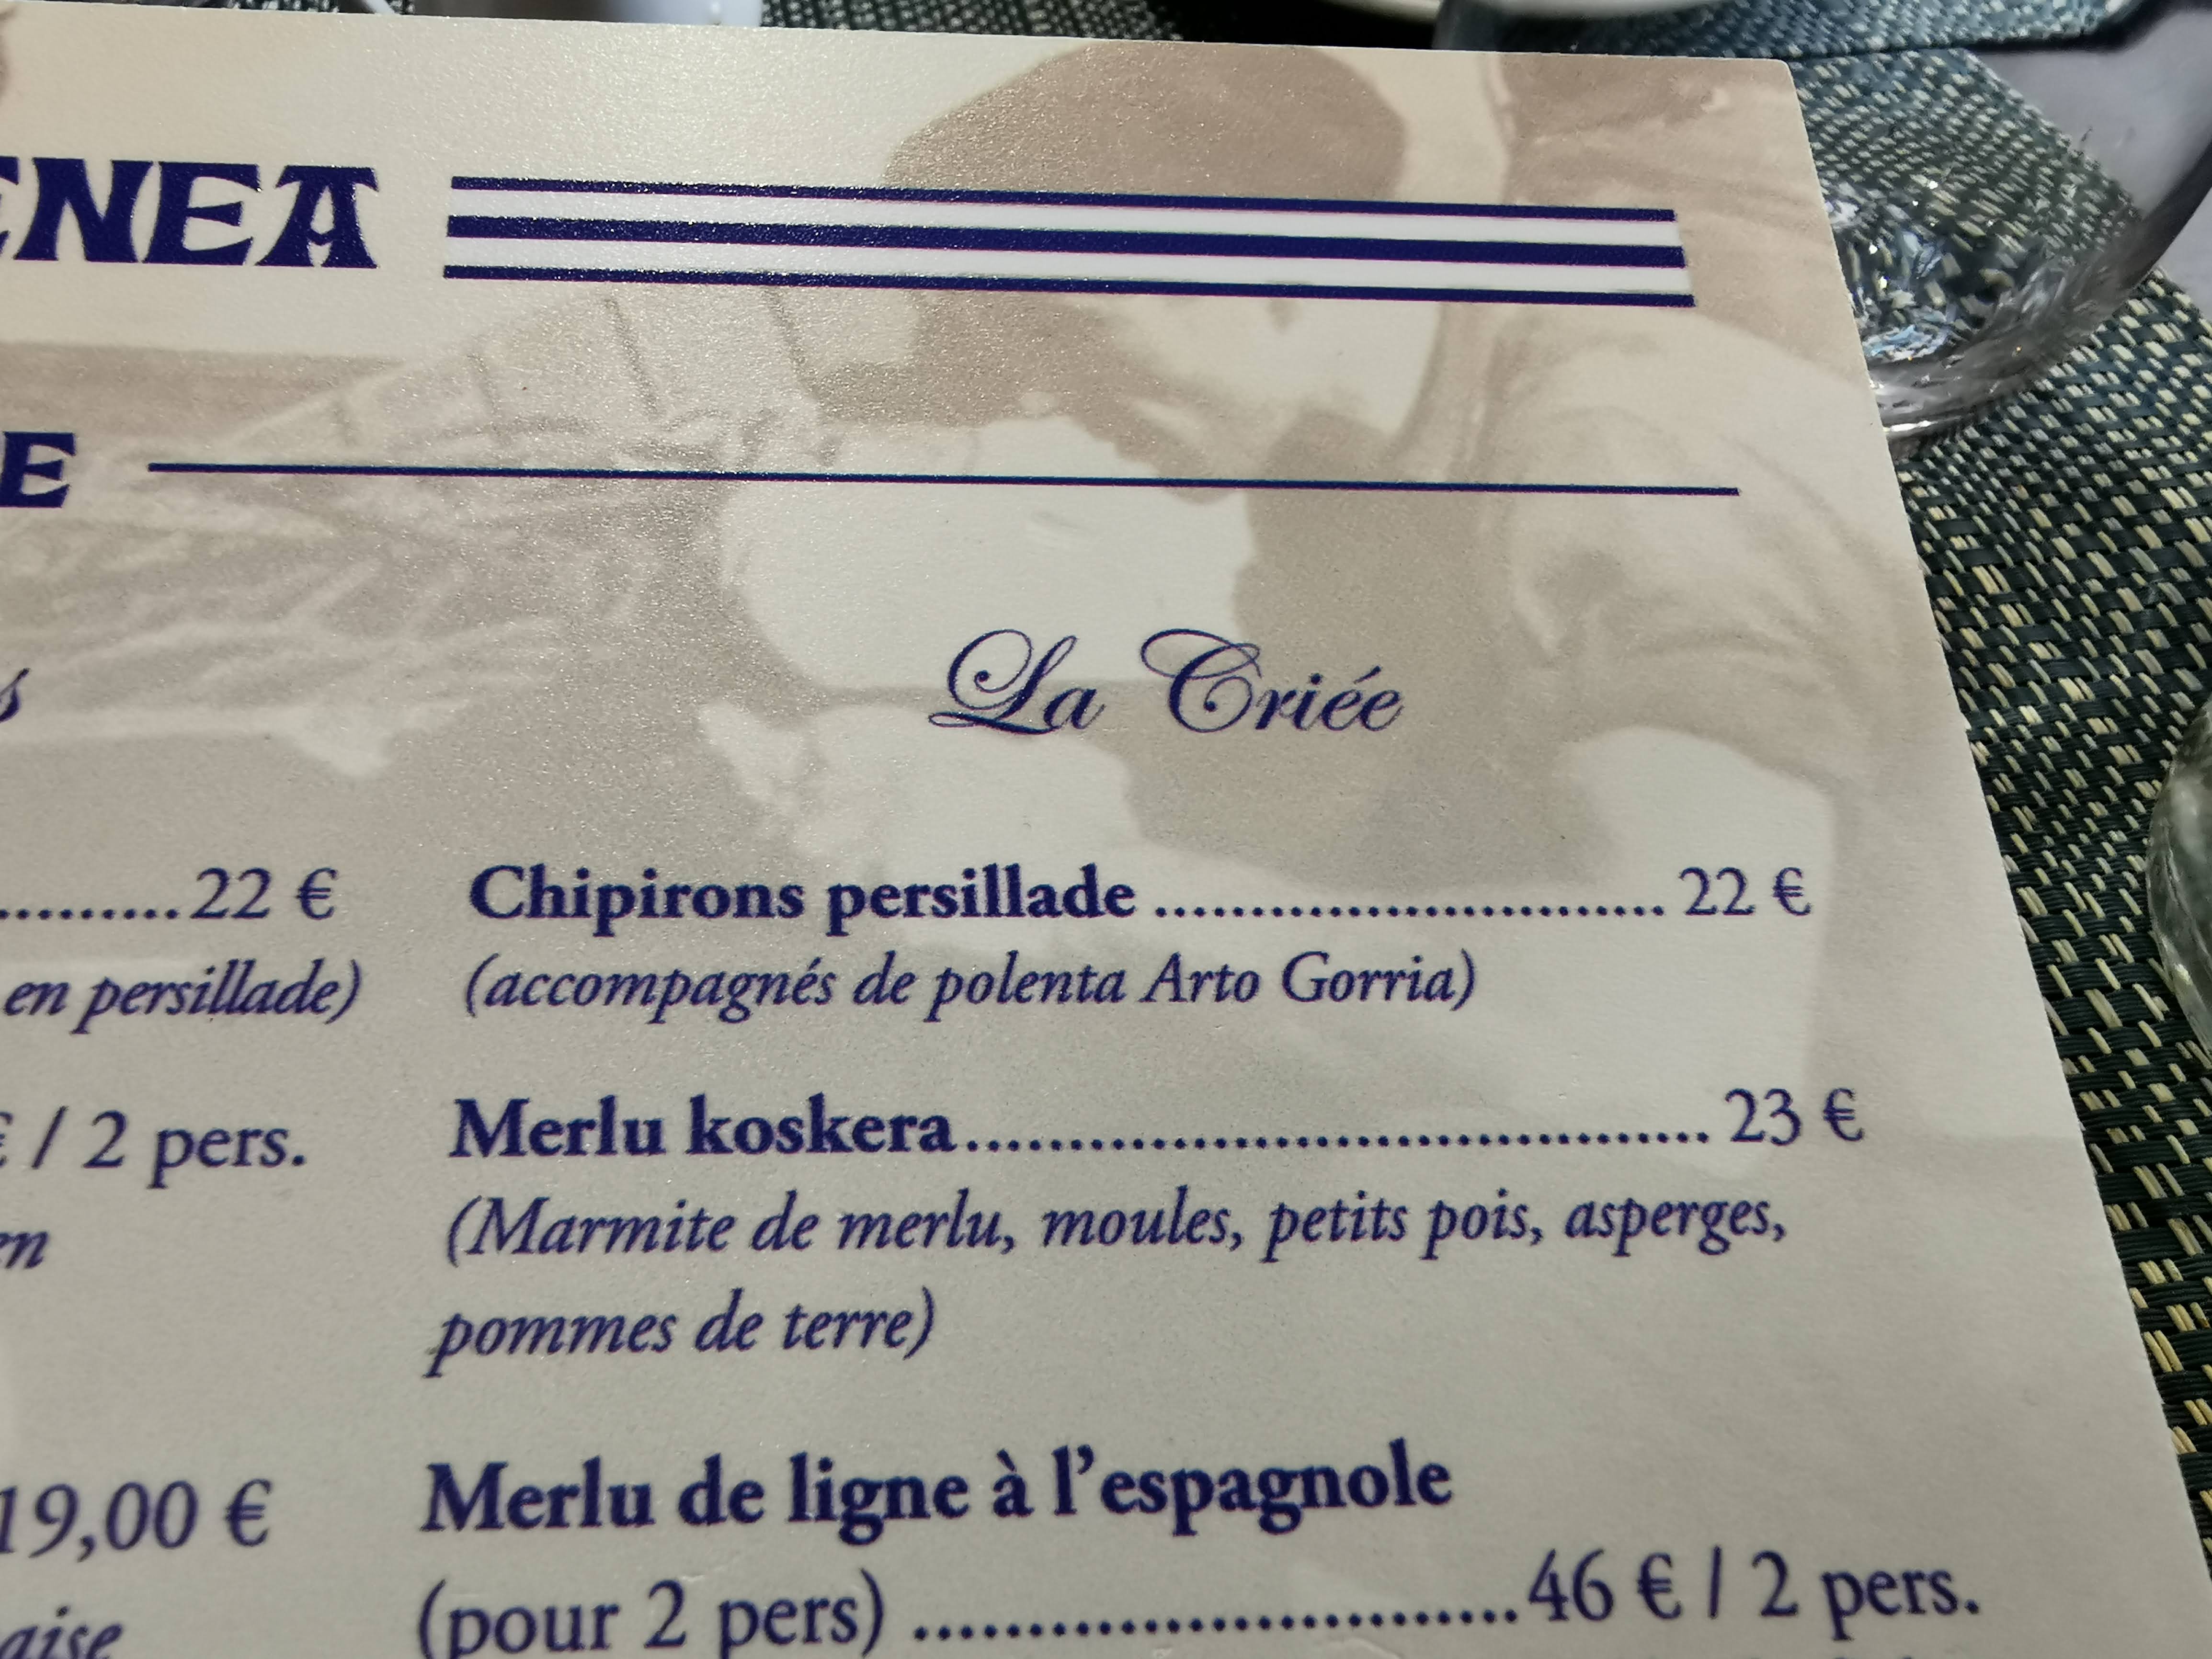 ENEA
E
La Criée
22 €
en persillade)
€ / 2 pers.
en
19,00 €
aise
Chipirons persillade 22 €
(accompagnés de polenta Arto Gorria)
Merlu koskera 23 €
(Marmite de merlu, moules, petits pois, asperges,
pommes de terre)
Merlu de ligne à l'espagnole
(pour 2 pers) 46 € / 2 pers.